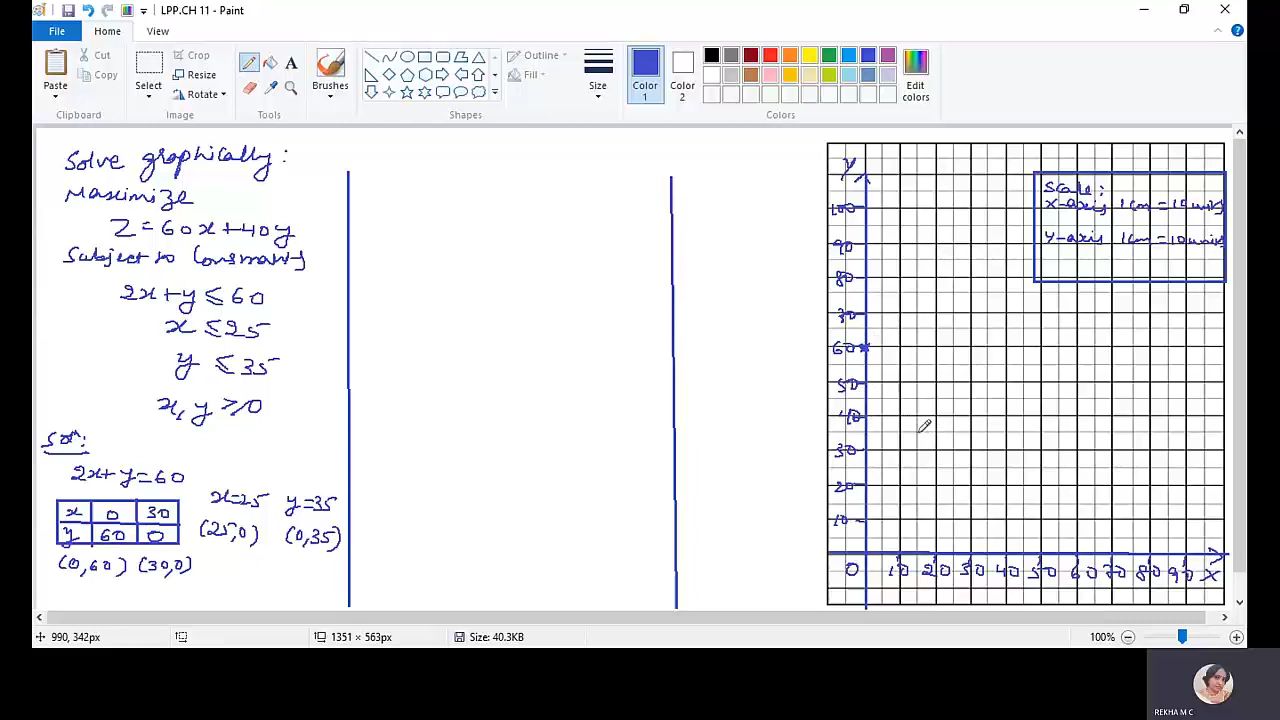 LPP.CH 11 - Paint
File Home View
Paste
Cut
Copy
Clipboard
Select
Crop
Resize
Rotate
Image
A
Tools
Brushes
Outline
Fill
Shapes
Size
Color 1
Color 2
Edit colors
Colors
Solve graphically:
Maximize
Z = 60x + 40y
Subject to Constraints
2x + y ≤ 60
x ≤ 25
y ≤ 35
x, y ≥ 0
Soln:
2x + y = 60
x 0 30
y 60 0
(0,60) (30,0)
x=25 y=35
(25,0) (0,35)
Y
100
90
80
70
60
50
40
30
20
10
0 10 20 30 40 50 60 70 80 90 X
Scale:
X-axis 1cm = 10 units
Y-axis 1cm = 10 units
990, 342px
1351 × 563px
Size: 40.3KB
100%
REKHA M C